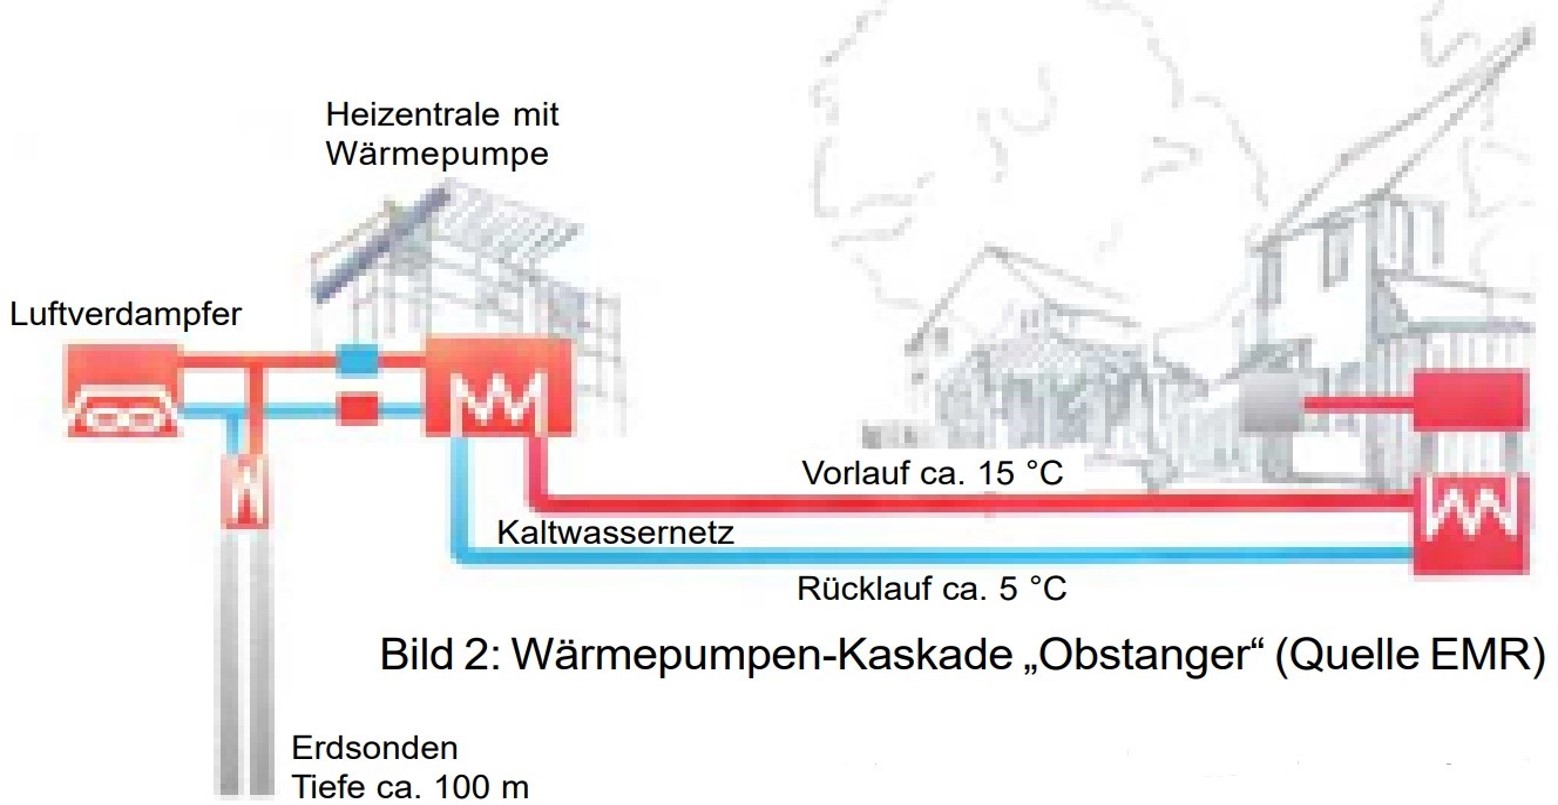 Heizentrale mit
Wärmepumpe
Luftverdampfer
Vorlauf ca. 15 °C
Kaltwassernetz
Rücklauf ca. 5 °C
Bild 2: Wärmepumpen-Kaskade „Obstanger“ (Quelle EMR)
Erdsonden
Tiefe ca. 100 m